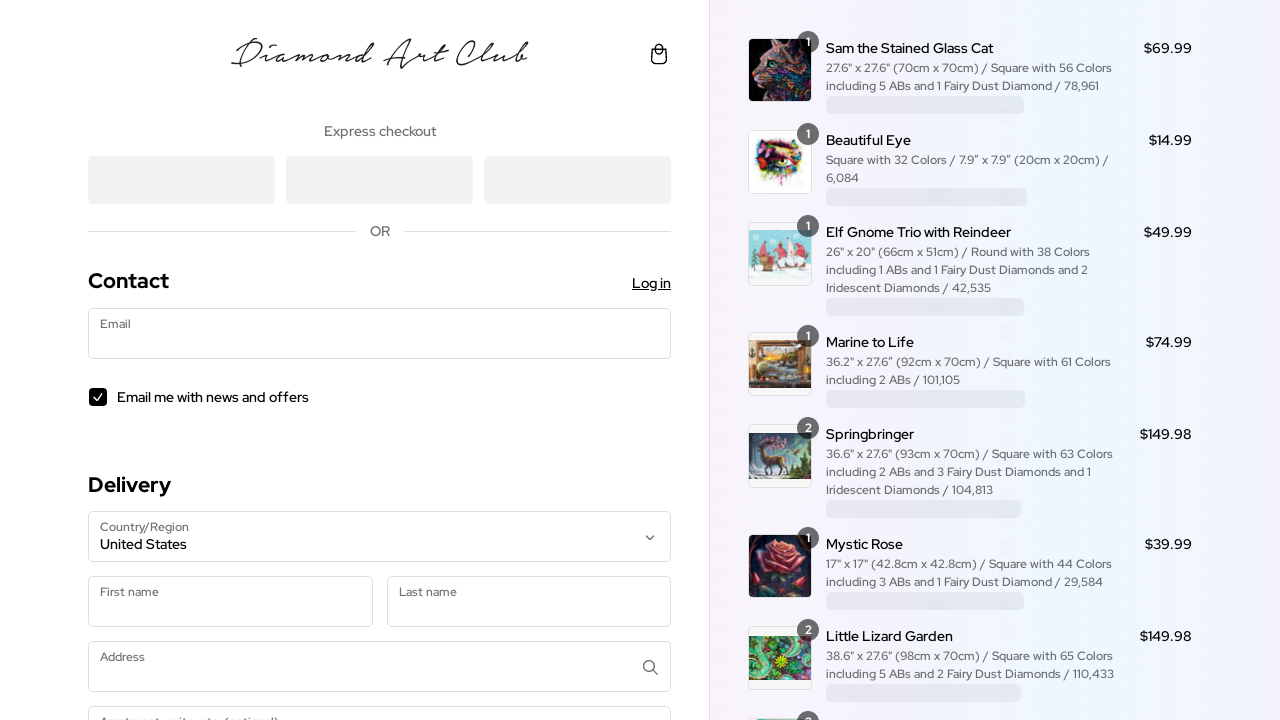 Diamond Art Club
Express checkout
OR
Contact
Log in
Email
Email me with news and offers
Delivery
Country/Region
United States
First name
Last name
Address
1
Sam the Stained Glass Cat
$69.99
27.6" x 27.6" (70cm x 70cm) / Square with 56 Colors
including 5 ABs and 1 Fairy Dust Diamond / 78,961
1
Beautiful Eye
$14.99
Square with 32 Colors / 7.9″ x 7.9″ (20cm x 20cm) /
6,084
1
Elf Gnome Trio with Reindeer
$49.99
26" x 20" (66cm x 51cm) / Round with 38 Colors
including 1 ABs and 1 Fairy Dust Diamonds and 2
Iridescent Diamonds / 42,535
1
Marine to Life
$74.99
36.2" x 27.6″ (92cm x 70cm) / Square with 61 Colors
including 2 ABs / 101,105
2
Springbringer
$149.98
36.6" x 27.6" (93cm x 70cm) / Square with 63 Colors
including 2 ABs and 3 Fairy Dust Diamonds and 1
Iridescent Diamonds / 104,813
1
Mystic Rose
$39.99
17" x 17" (42.8cm x 42.8cm) / Square with 44 Colors
including 3 ABs and 1 Fairy Dust Diamond / 29,584
2
Little Lizard Garden
$149.98
38.6" x 27.6" (98cm x 70cm) / Square with 65 Colors
including 5 ABs and 2 Fairy Dust Diamonds / 110,433